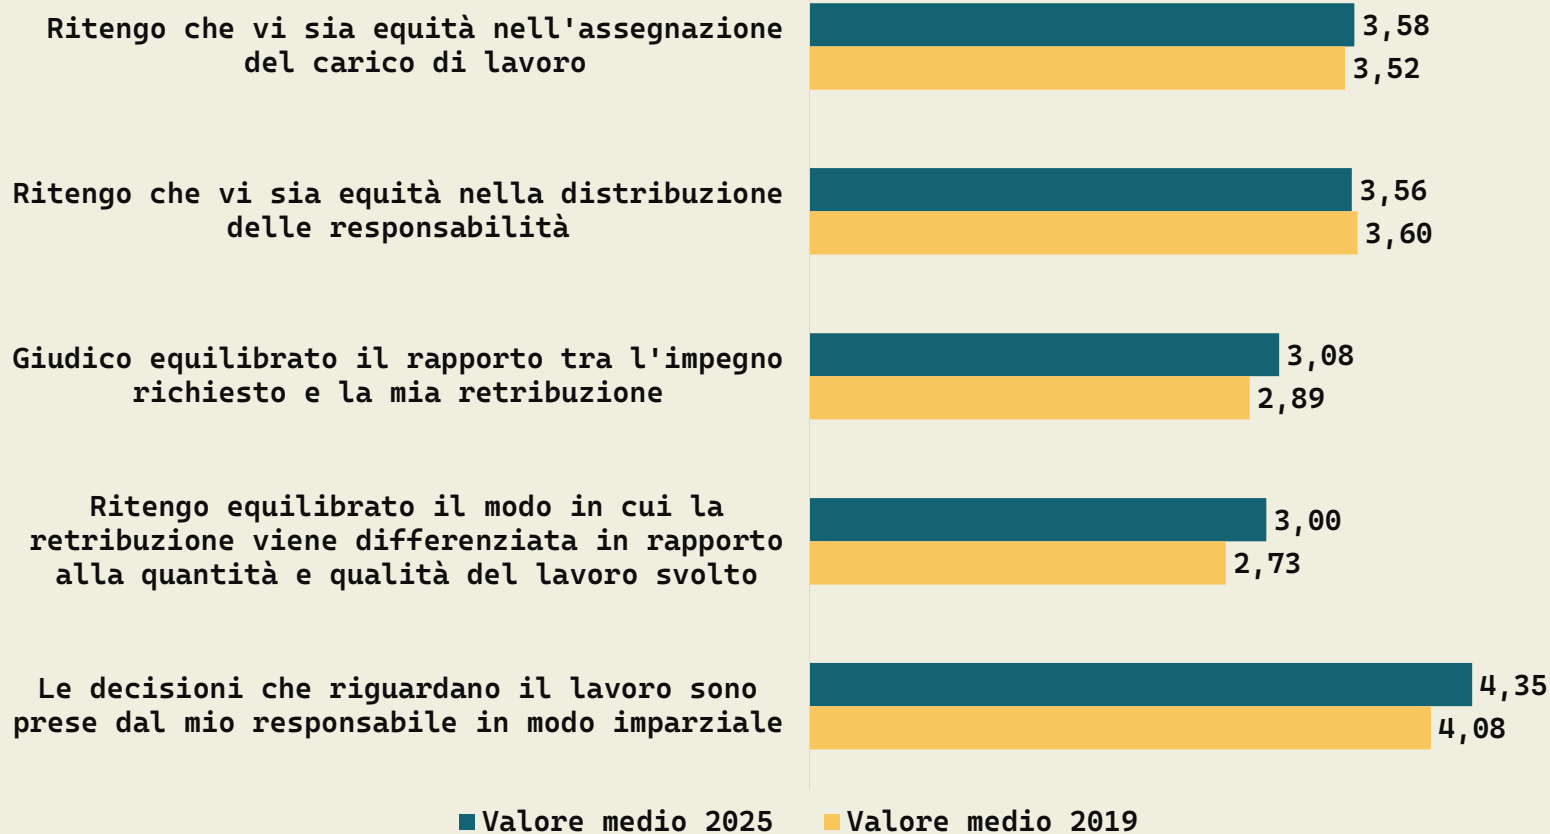 Ritengo che vi sia equità nell'assegnazione
del carico di lavoro
3,58
3,52
Ritengo che vi sia equità nella distribuzione
delle responsabilità
3,56
3,60
Giudico equilibrato il rapporto tra l'impegno
richiesto e la mia retribuzione
3,08
2,89
Ritengo equilibrato il modo in cui la
retribuzione viene differenziata in rapporto
alla quantità e qualità del lavoro svolto
3,00
2,73
Le decisioni che riguardano il lavoro sono
prese dal mio responsabile in modo imparziale
4,35
4,08
Valore medio 2025
Valore medio 2019